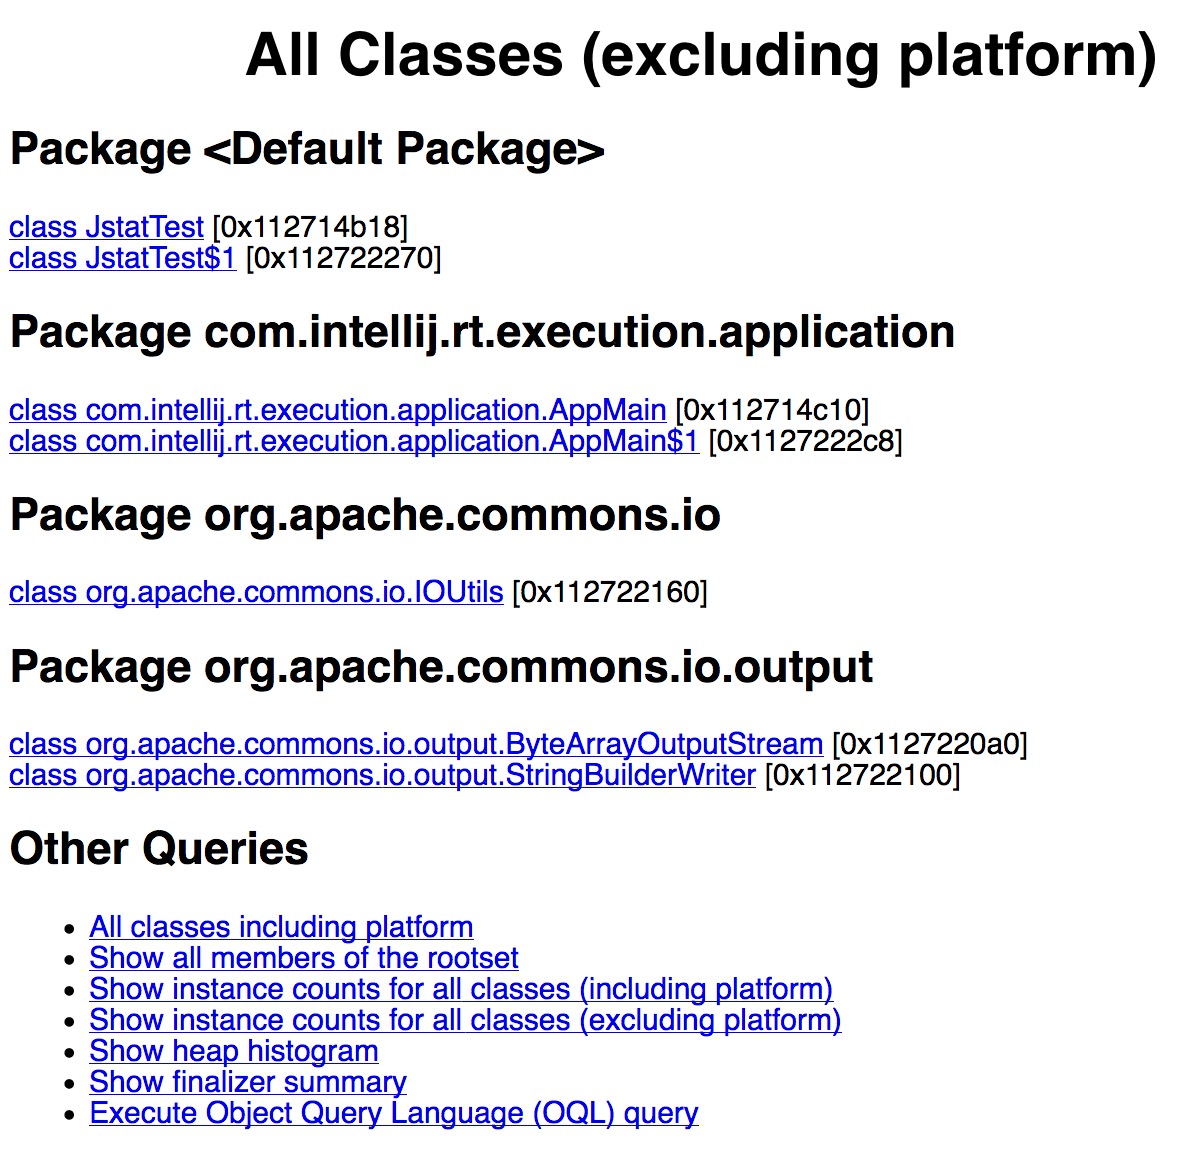 All Classes (excluding platform)
Package <Default Package>
class JstatTest [0x112714b18]
class JstatTest$1 [0x112722270]
Package com.intellij.rt.execution.application
class com.intellij.rt.execution.application.AppMain [0x112714c10]
class com.intellij.rt.execution.application.AppMain$1 [0x1127222c8]
Package org.apache.commons.io
class org.apache.commons.io.IOUtils [0x112722160]
Package org.apache.commons.io.output
class org.apache.commons.io.output.ByteArrayOutputStream [0x1127220a0]
class org.apache.commons.io.output.StringBuilderWriter [0x112722100]
Other Queries
• All classes including platform
• Show all members of the rootset
• Show instance counts for all classes (including platform)
• Show instance counts for all classes (excluding platform)
• Show heap histogram
• Show finalizer summary
• Execute Object Query Language (OQL) query